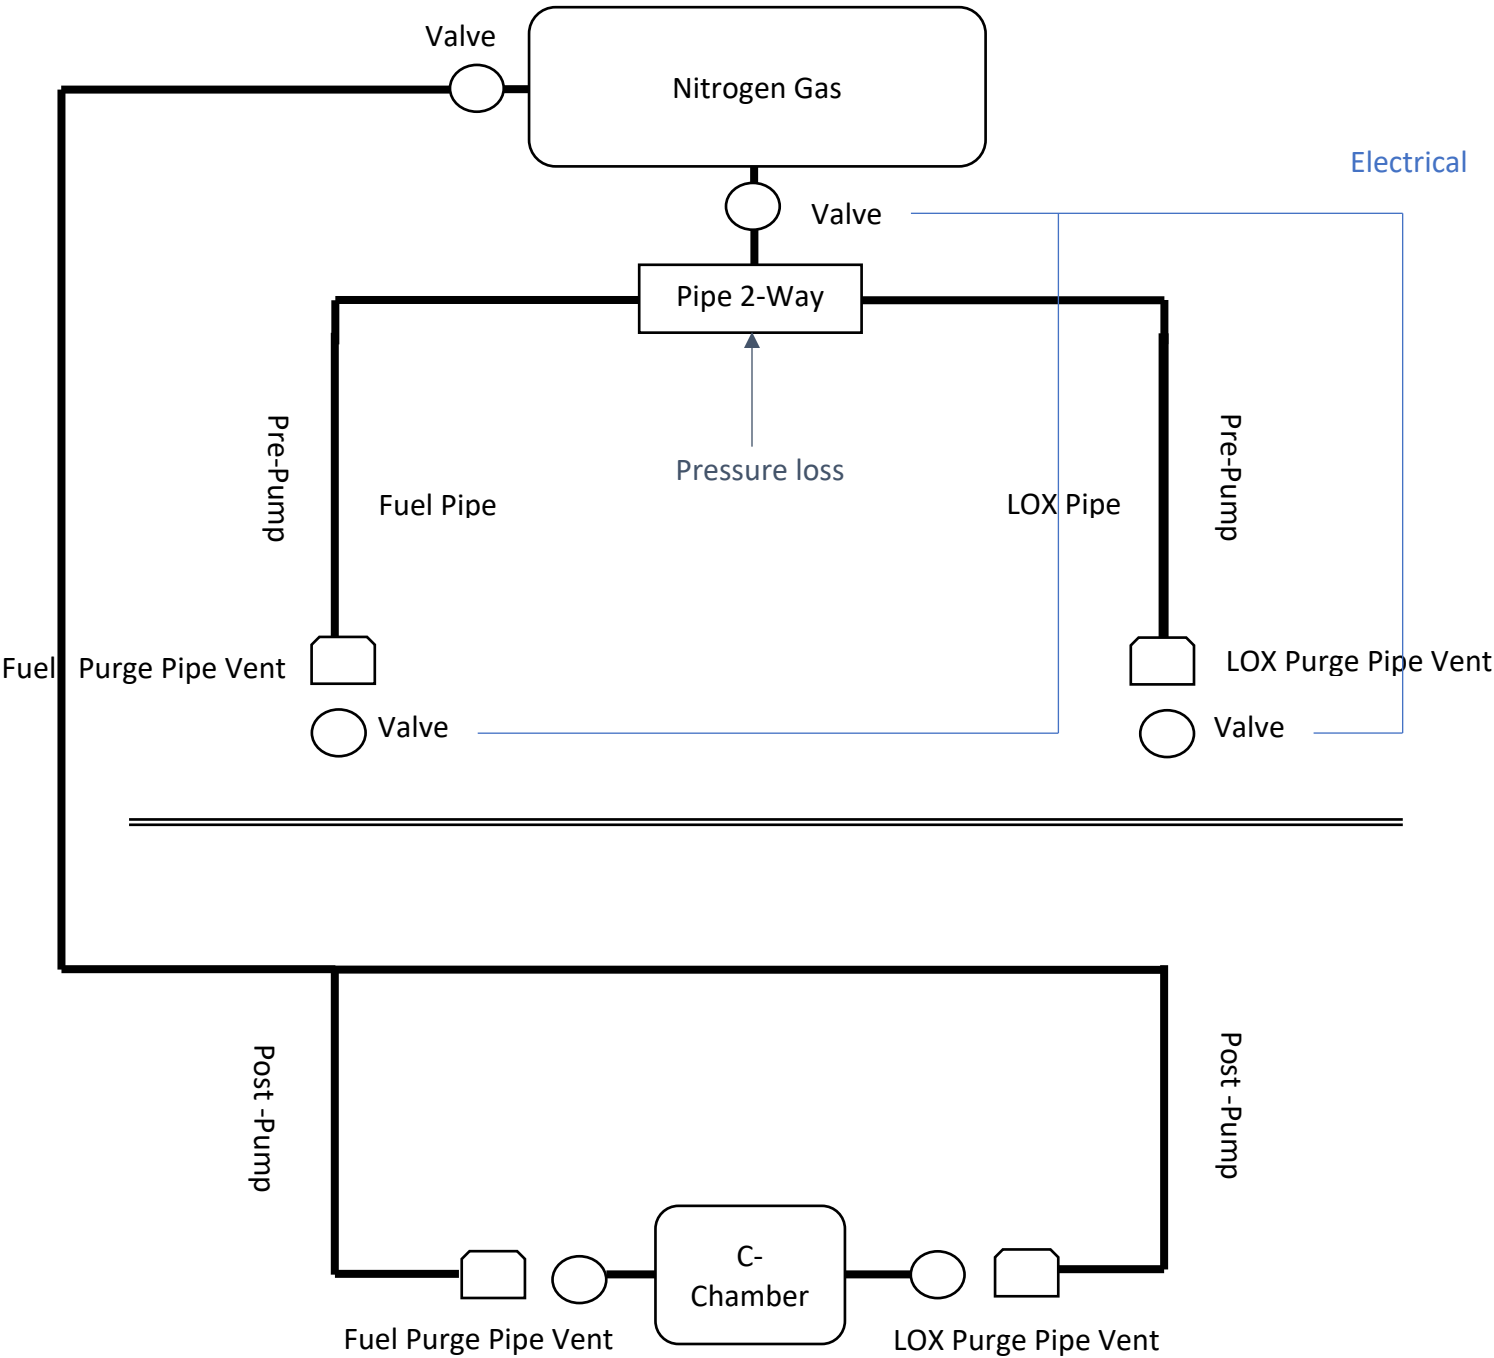 Valve
Nitrogen Gas
Electrical
Valve
Pipe 2-Way
Pre-Pump
Pre-Pump
Pressure loss
Fuel Pipe
LOX Pipe
Fuel Purge Pipe Vent
LOX Purge Pipe Vent
Valve
Valve
Post -Pump
Post -Pump
C-
Chamber
Fuel Purge Pipe Vent
LOX Purge Pipe Vent